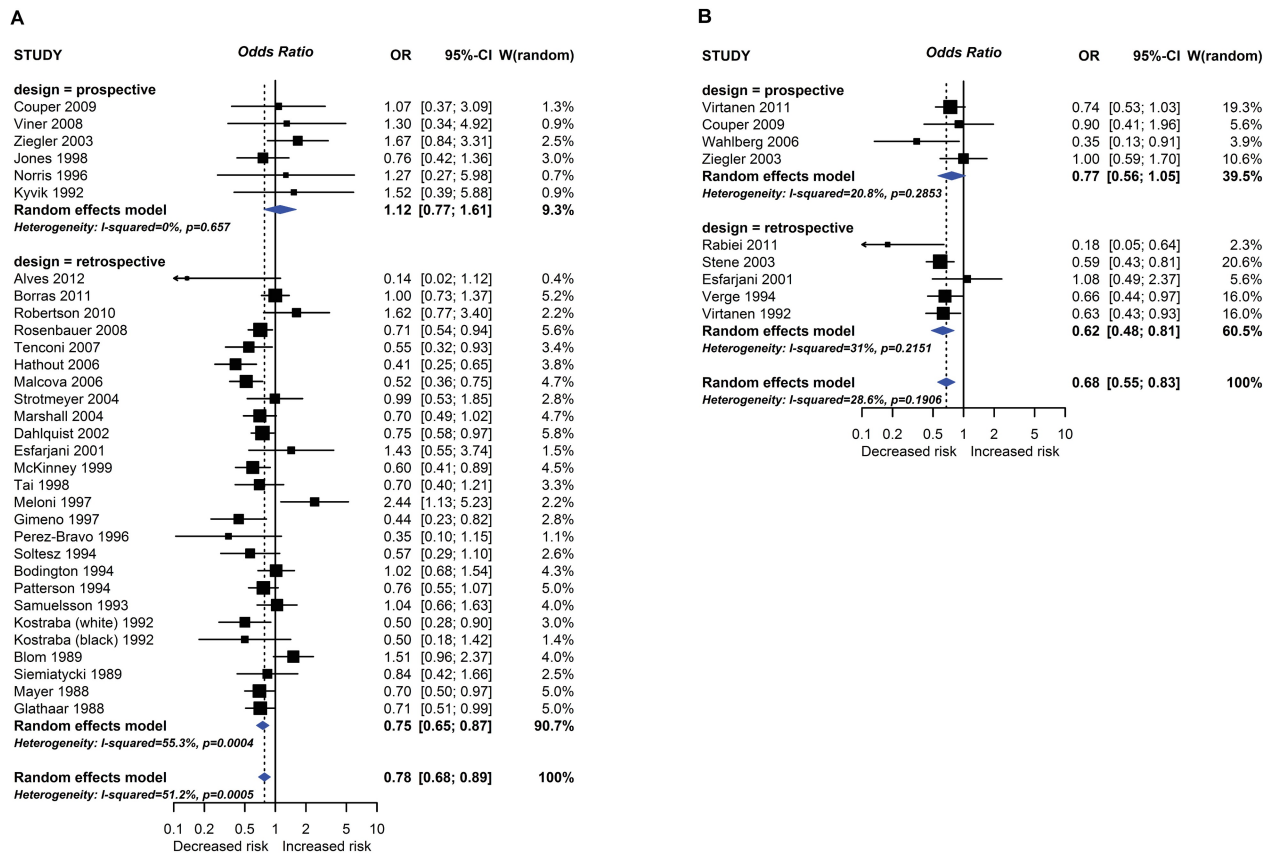 A
STUDY Odds Ratio OR 95%-CI W(random)
design = prospective
Couper 2009 1.07 [0.37; 3.09] 1.3%
Viner 2008 1.30 [0.34; 4.92] 0.9%
Ziegler 2003 1.67 [0.84; 3.31] 2.5%
Jones 1998 0.76 [0.42; 1.36] 3.0%
Norris 1996 1.27 [0.27; 5.98] 0.7%
Kyvik 1992 1.52 [0.39; 5.88] 0.9%
Random effects model 1.12 [0.77; 1.61] 9.3%
Heterogeneity: I-squared=0%, p=0.657
design = retrospective
Alves 2012 0.14 [0.02; 1.12] 0.4%
Borras 2011 1.00 [0.73; 1.37] 5.2%
Robertson 2010 1.62 [0.77; 3.40] 2.2%
Rosenbauer 2008 0.71 [0.54; 0.94] 5.6%
Tenconi 2007 0.55 [0.32; 0.93] 3.4%
Hathout 2006 0.41 [0.25; 0.65] 3.8%
Malcova 2006 0.52 [0.36; 0.75] 4.7%
Strotmeyer 2004 0.99 [0.53; 1.85] 2.8%
Marshall 2004 0.70 [0.49; 1.02] 4.7%
Dahlquist 2002 0.75 [0.58; 0.97] 5.8%
Esfarjani 2001 1.43 [0.55; 3.74] 1.5%
McKinney 1999 0.60 [0.41; 0.89] 4.5%
Tai 1998 0.70 [0.40; 1.21] 3.3%
Meloni 1997 2.44 [1.13; 5.23] 2.2%
Gimeno 1997 0.44 [0.23; 0.82] 2.8%
Perez-Bravo 1996 0.35 [0.10; 1.15] 1.1%
Soltesz 1994 0.57 [0.29; 1.10] 2.6%
Bodington 1994 1.02 [0.68; 1.54] 4.3%
Patterson 1994 0.76 [0.55; 1.07] 5.0%
Samuelsson 1993 1.04 [0.66; 1.63] 4.0%
Kostraba (white) 1992 0.50 [0.28; 0.90] 3.0%
Kostraba (black) 1992 0.50 [0.18; 1.42] 1.4%
Blom 1989 1.51 [0.96; 2.37] 4.0%
Siemiatycki 1989 0.84 [0.42; 1.66] 2.5%
Mayer 1988 0.70 [0.50; 0.97] 5.0%
Glathaar 1988 0.71 [0.51; 0.99] 5.0%
Random effects model 0.75 [0.65; 0.87] 90.7%
Heterogeneity: I-squared=55.3%, p=0.0004
Random effects model 0.78 [0.68; 0.89] 100%
Heterogeneity: I-squared=51.2%, p=0.0005
0.1 0.2 0.5 1 2 5 10
Decreased risk Increased risk
B
STUDY Odds Ratio OR 95%-CI W(random)
design = prospective
Virtanen 2011 0.74 [0.53; 1.03] 19.3%
Couper 2009 0.90 [0.41; 1.96] 5.6%
Wahlberg 2006 0.35 [0.13; 0.91] 3.9%
Ziegler 2003 1.00 [0.59; 1.70] 10.6%
Random effects model 0.77 [0.56; 1.05] 39.5%
Heterogeneity: I-squared=20.8%, p=0.2853
design = retrospective
Rabiei 2011 0.18 [0.05; 0.64] 2.3%
Stene 2003 0.59 [0.43; 0.81] 20.6%
Esfarjani 2001 1.08 [0.49; 2.37] 5.6%
Verge 1994 0.66 [0.44; 0.97] 16.0%
Virtanen 1992 0.63 [0.43; 0.93] 16.0%
Random effects model 0.62 [0.48; 0.81] 60.5%
Heterogeneity: I-squared=31%, p=0.2151
Random effects model 0.68 [0.55; 0.83] 100%
Heterogeneity: I-squared=28.6%, p=0.1906
0.1 0.2 0.5 1 2 5 10
Decreased risk Increased risk